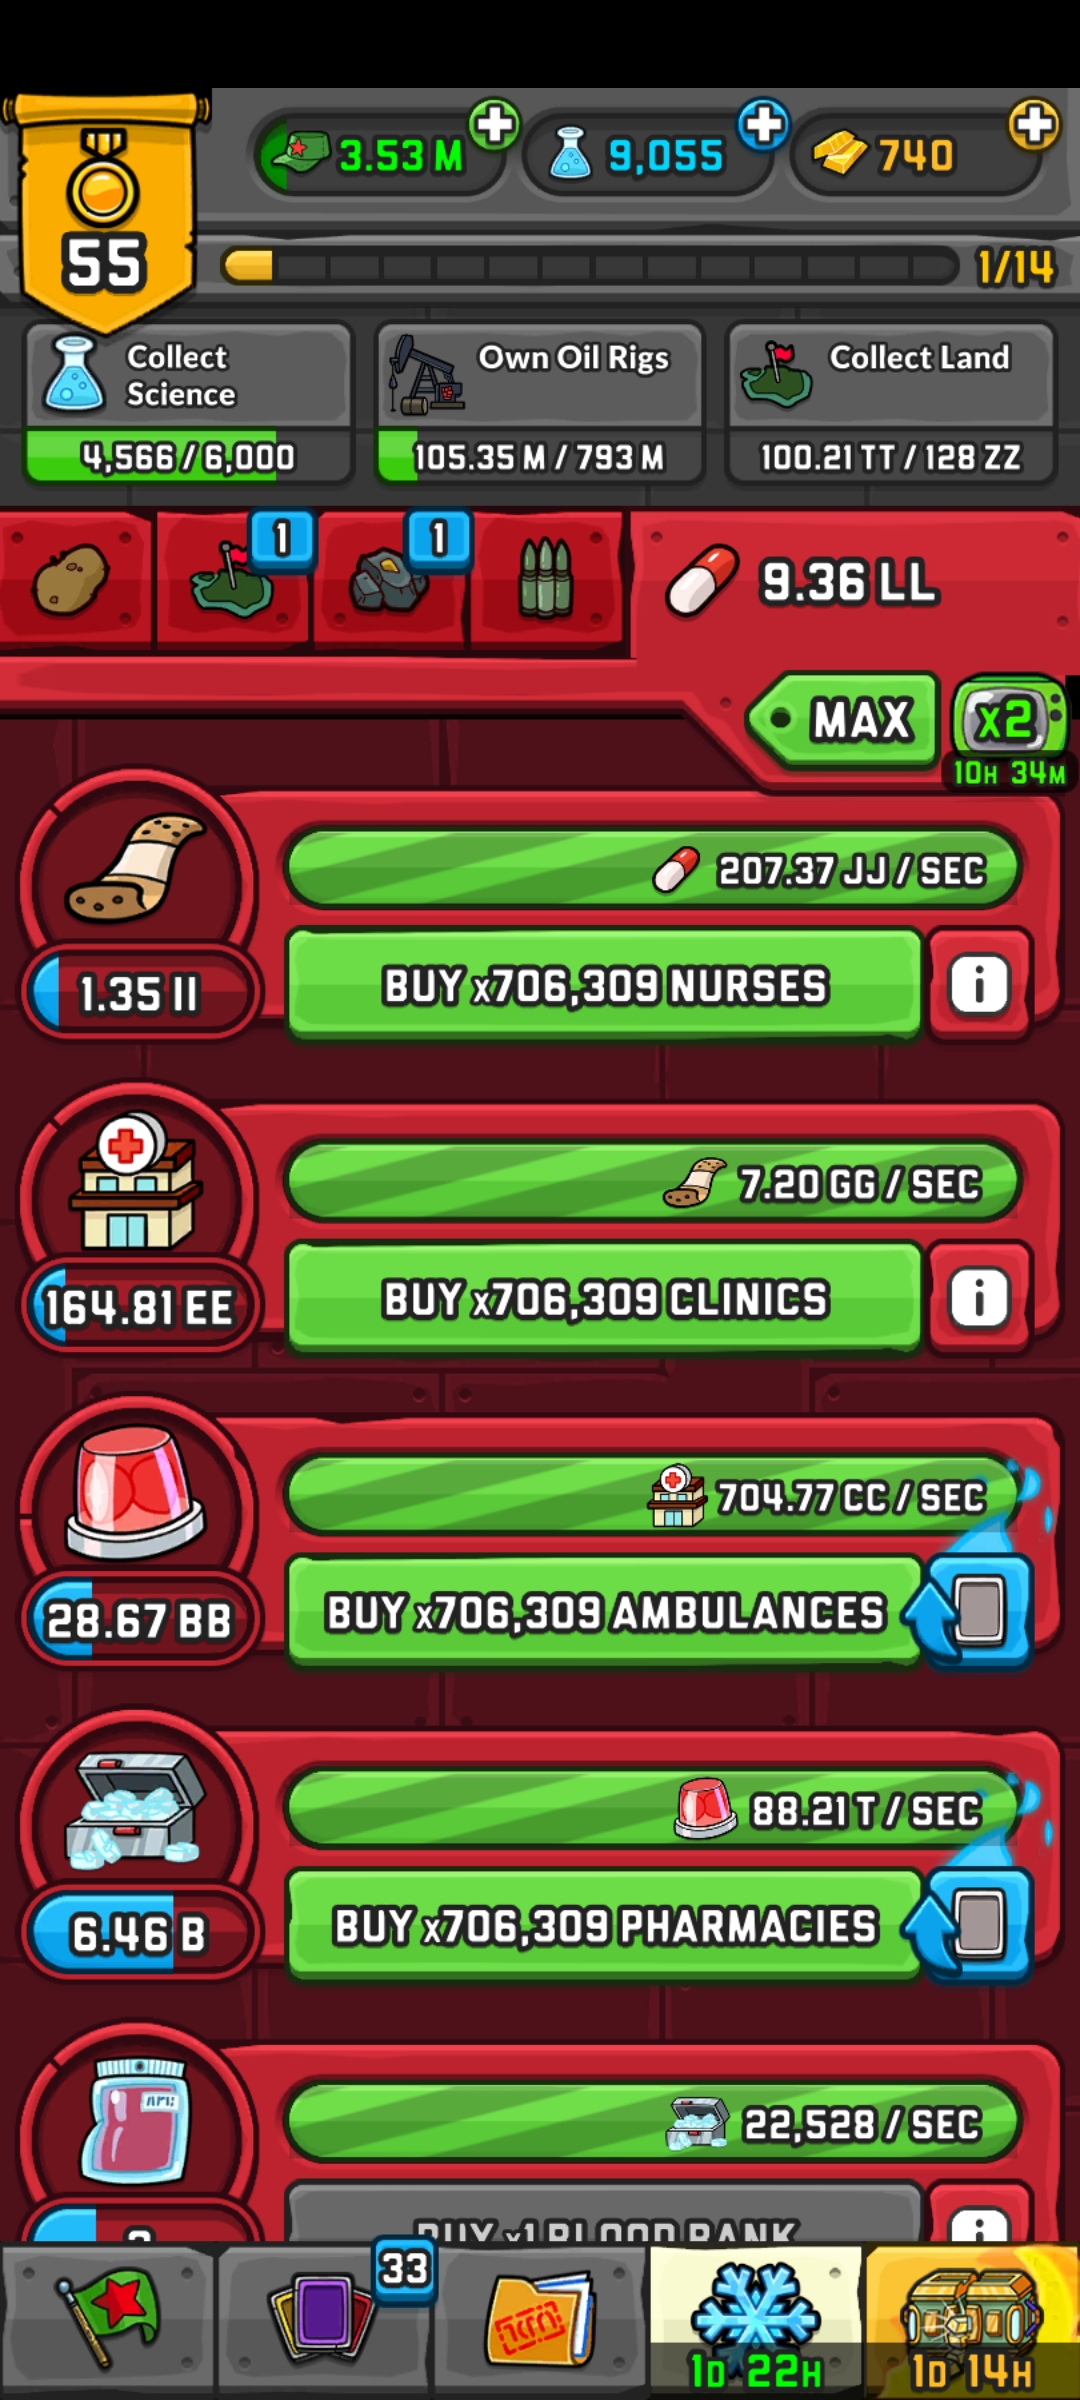 55
3.53 M
9,055
740
1/14
Collect
Science
4,566 / 6,000
Own Oil Rigs
105.35 M / 793 M
Collect Land
100.21 TT / 128 ZZ
1
1
9.36 LL
MAX
x2
10H 34M
207.37 JJ / SEC
1.35 II
BUY x706,309 NURSES
i
7.20 GG / SEC
164.81 EE
BUY x706,309 CLINICS
i
704.77 CC / SEC
28.67 BB
BUY x706,309 AMBULANCES
88.21 T / SEC
6.46 B
BUY x706,309 PHARMACIES
22,528 / SEC
BUY x1 BLOOD BANK
i
33
1D 22H
1D 14H